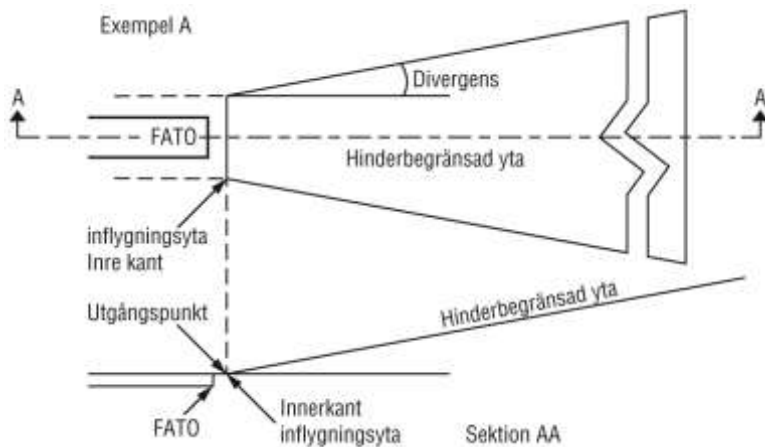 Exempel A
Divergens
A
A
FATO
Hinderbegränsad yta
inflygningsyta
Inre kant
Utgångspunkt
Hinderbegränsad yta
FATO
Innerkant
inflygningsyta
Sektion AA